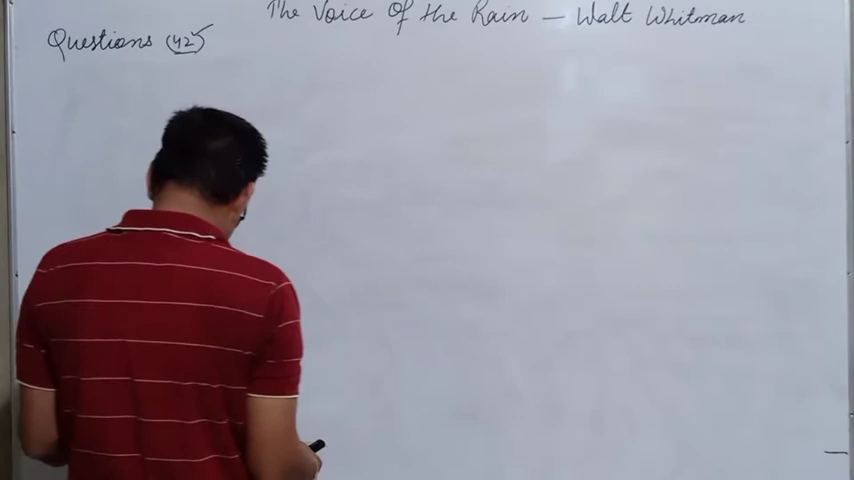 The Voice Of the Rain – Walt Whitman
Questions (42)